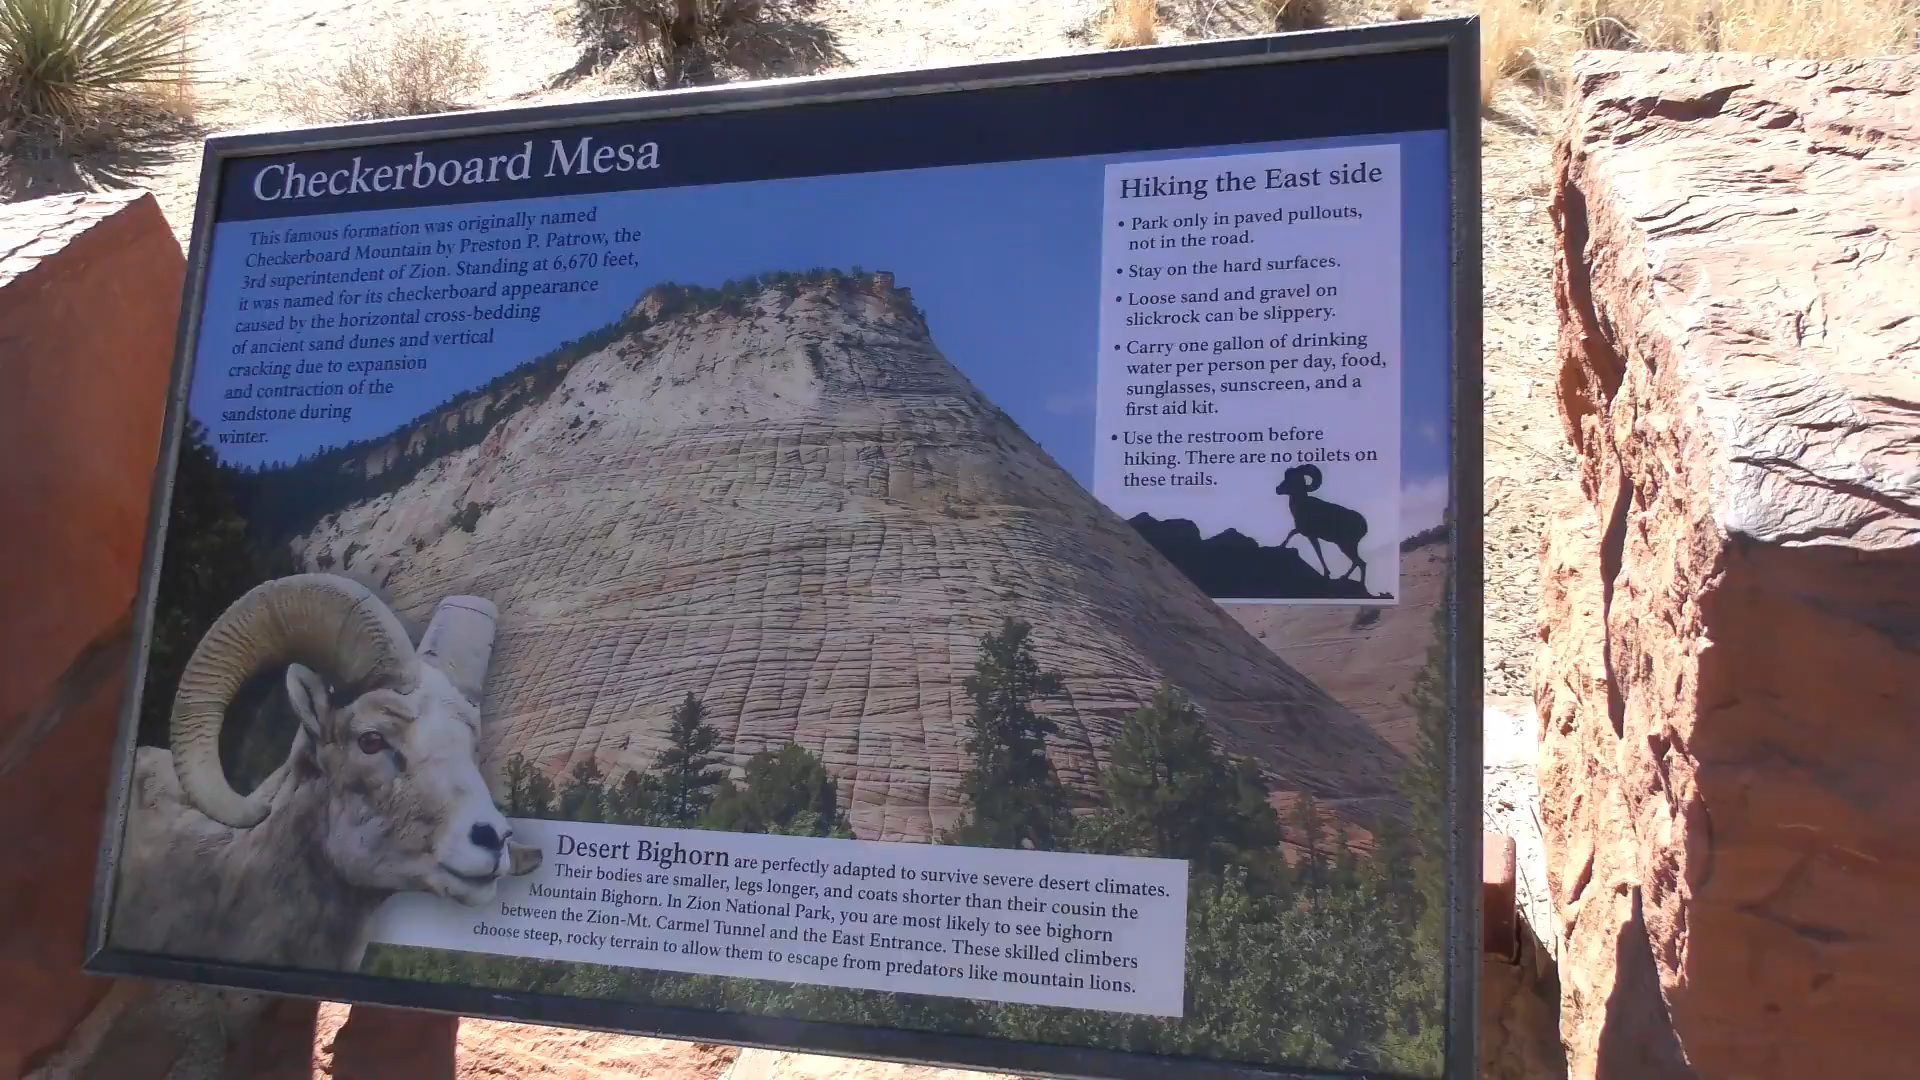 Checkerboard Mesa
This famous formation was originally named
Checkerboard Mountain by Preston P. Patrow, the
3rd superintendent of Zion. Standing at 6,670 feet,
it was named for its checkerboard appearance
caused by the horizontal cross-bedding
of ancient sand dunes and vertical
cracking due to expansion
and contraction of the
sandstone during
winter.
Hiking the East side
• Park only in paved pullouts,
not in the road.
• Stay on the hard surfaces.
• Loose sand and gravel on
slickrock can be slippery.
• Carry one gallon of drinking
water per person per day, food,
sunglasses, sunscreen, and a
first aid kit.
• Use the restroom before
hiking. There are no toilets on
these trails.
Desert Bighorn are perfectly adapted to survive severe desert climates.
Their bodies are smaller, legs longer, and coats shorter than their cousin the
Mountain Bighorn. In Zion National Park, you are most likely to see bighorn
between the Zion-Mt. Carmel Tunnel and the East Entrance. These skilled climbers
choose steep, rocky terrain to allow them to escape from predators like mountain lions.